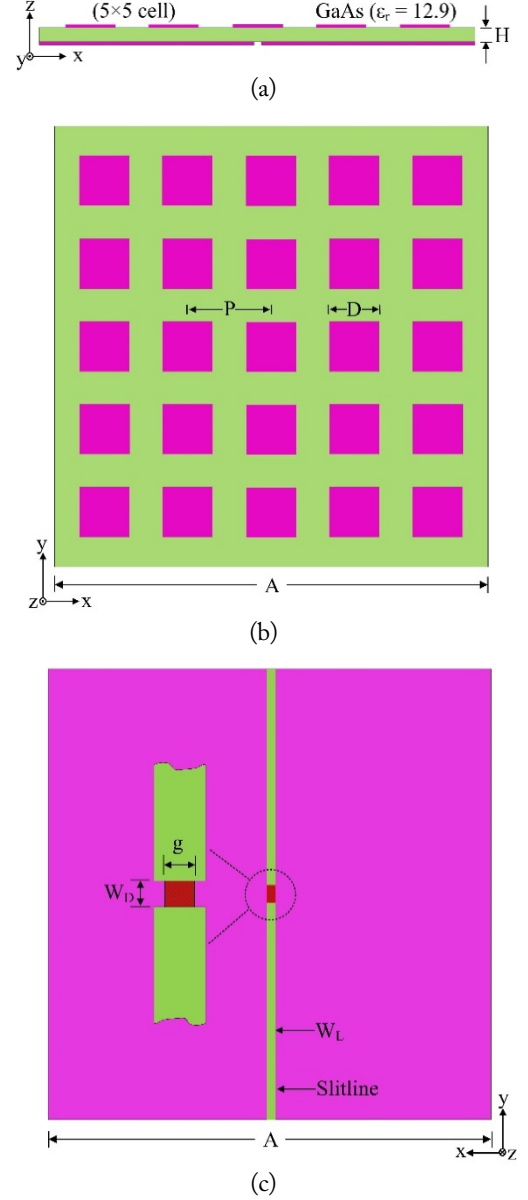 z
(5×5 cell)
GaAs (εr = 12.9)
H
y
x
(a)
P
D
y
A
z
x
(b)
g
WD
WL
Slitline
y
A
x
z
(c)